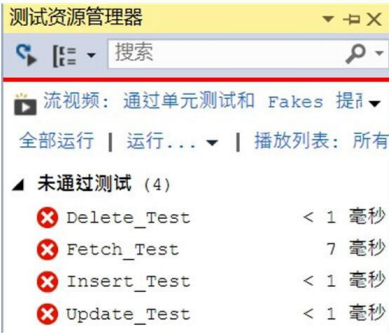 测试资源管理器
搜索
流视频: 通过单元测试和 Fakes 提高
全部运行 | 运行... | 播放列表: 所有
未通过测试 (4)
Delete_Test < 1 毫秒
Fetch_Test 7 毫秒
Insert_Test < 1 毫秒
Update_Test < 1 毫秒